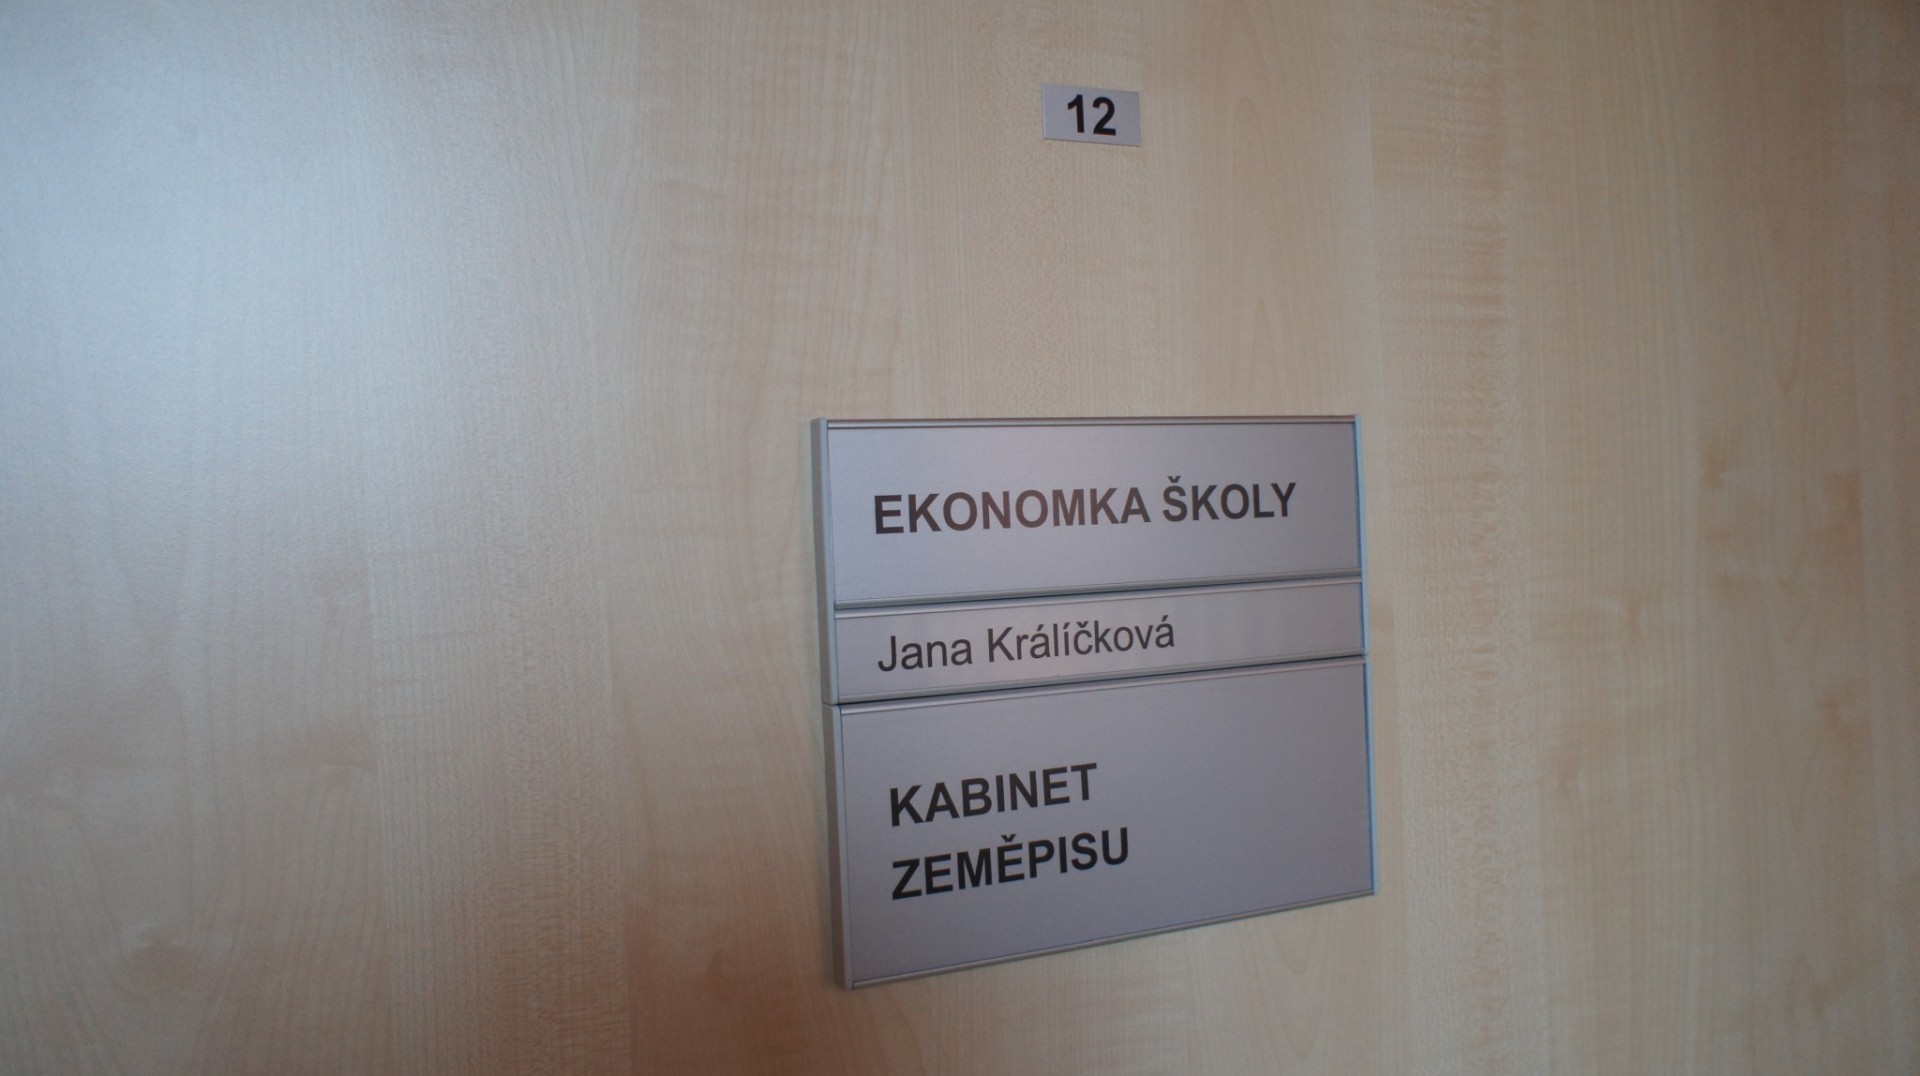 12
EKONOMKA ŠKOLY
Jana Králíčková
KABINET
ZEMĚPISU